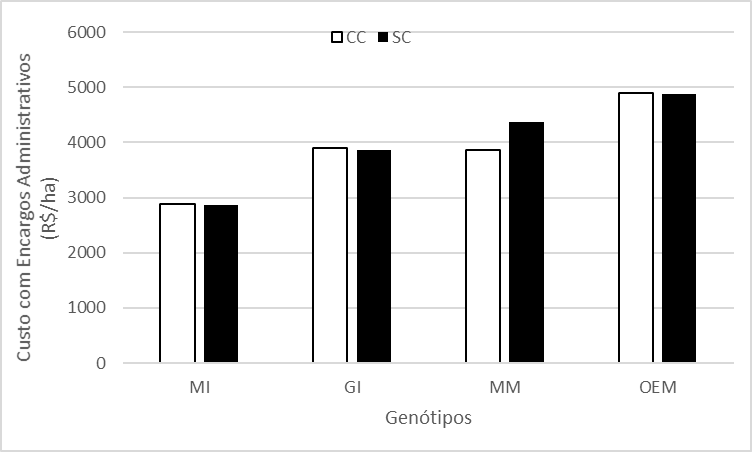 CC SC
6000
5000
4000
3000
2000
1000
0
Custo com Encargos Administrativos
(R$/ha)
MI GI MM OEM
Genótipos